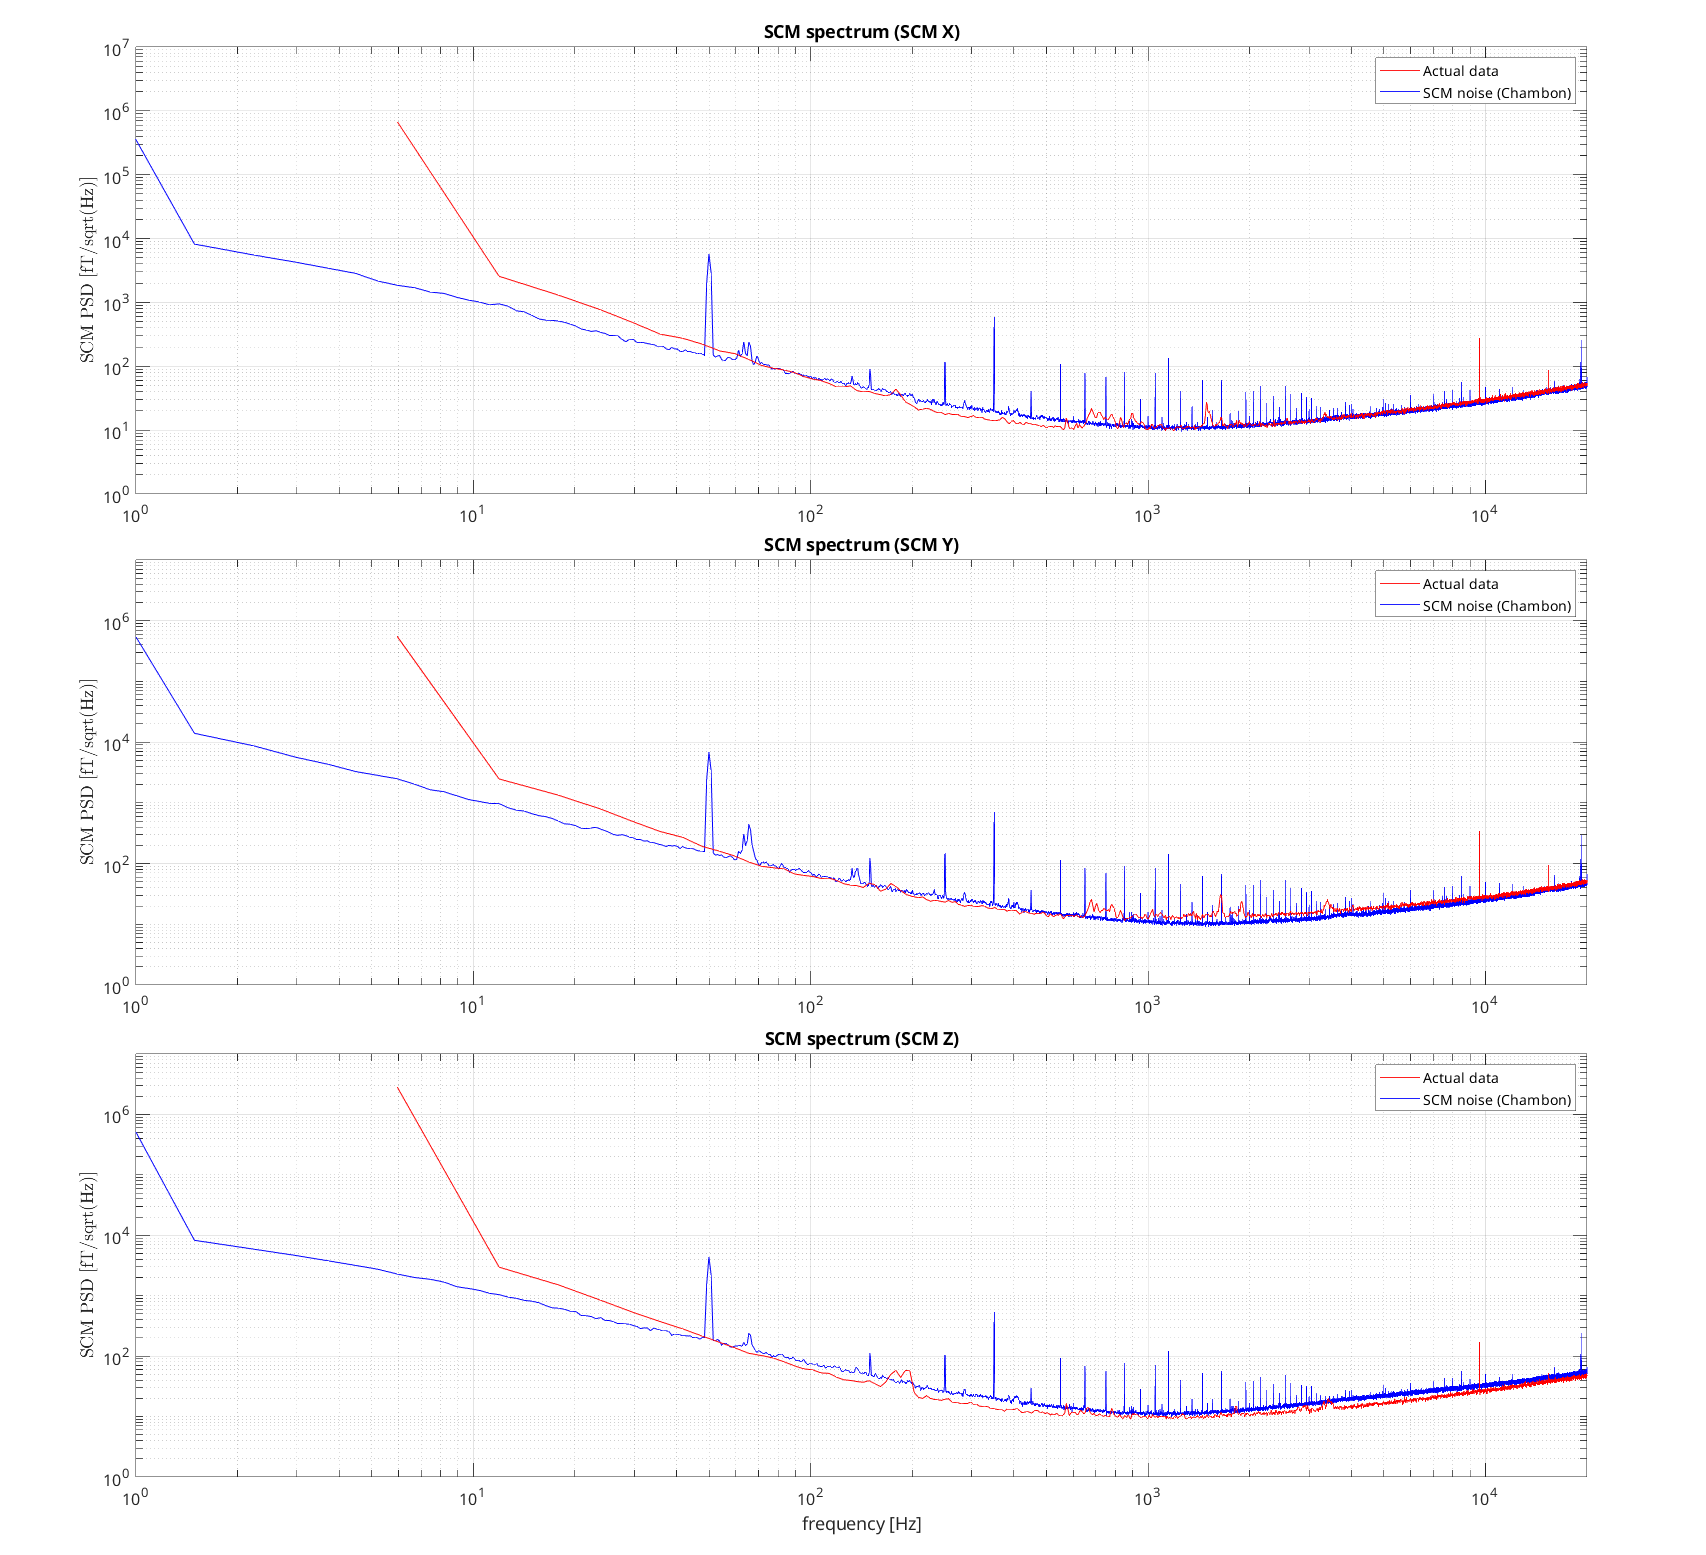 SCM spectrum (SCM X)
10^7
10^6
10^5
10^4
10^3
10^2
10^1
10^0
SCM PSD [fT/sqrt(Hz)]
Actual data
SCM noise (Chambon)
10^0 10^1 10^2 10^3 10^4
SCM spectrum (SCM Y)
10^6
10^4
10^2
10^0
SCM PSD [fT/sqrt(Hz)]
Actual data
SCM noise (Chambon)
10^0 10^1 10^2 10^3 10^4
SCM spectrum (SCM Z)
10^6
10^4
10^2
10^0
SCM PSD [fT/sqrt(Hz)]
Actual data
SCM noise (Chambon)
10^0 10^1 10^2 10^3 10^4
frequency [Hz]